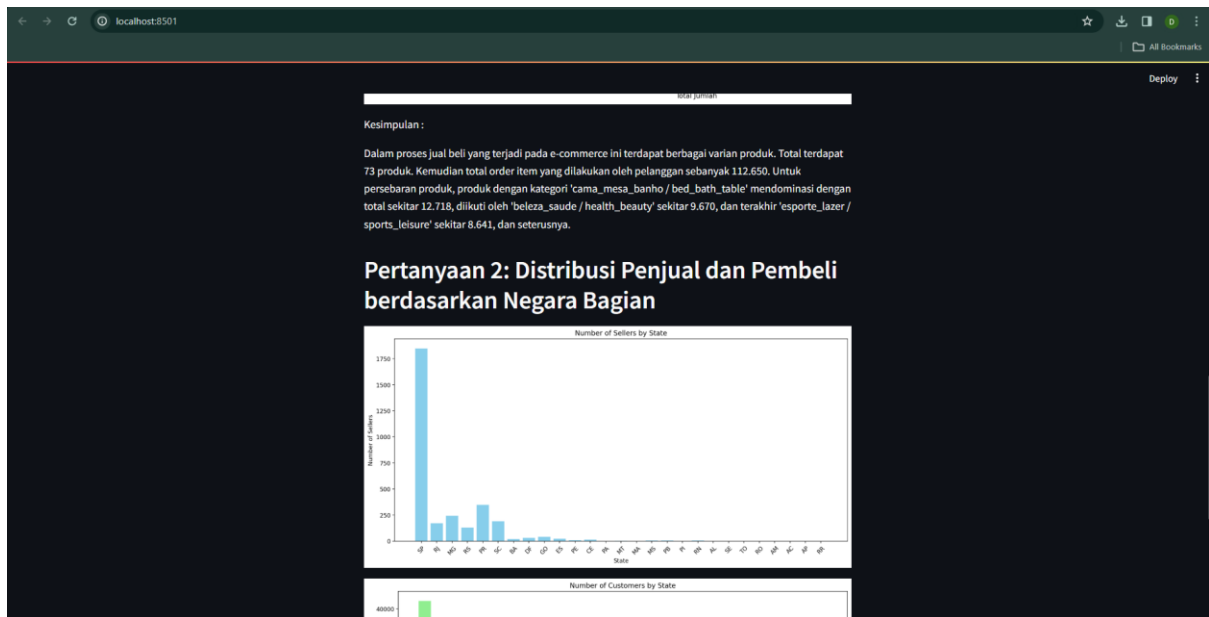 localhost:8501
D
All Bookmarks
Deploy
Total Jumlah
Kesimpulan :
Dalam proses jual beli yang terjadi pada e-commerce ini terdapat berbagai varian produk. Total terdapat
73 produk. Kemudian total order item yang dilakukan oleh pelanggan sebanyak 112.650. Untuk
persebaran produk, produk dengan kategori 'cama_mesa_banho / bed_bath_table' mendominasi dengan
total sekitar 12.718, diikuti oleh 'beleza_saude / health_beauty' sekitar 9.670, dan terakhir 'esporte_lazer /
sports_leisure' sekitar 8.641, dan seterusnya.
Pertanyaan 2: Distribusi Penjual dan Pembeli
berdasarkan Negara Bagian
Number of Sellers by State
Number of Sellers
1750
1500
1250
1000
750
500
250
0
SP RJ MG RS PR SC BA DF GO ES PE CE PA MT MA MS PB PI RN AL SE TO RO AM AC AP RR
State
Number of Customers by State
40000